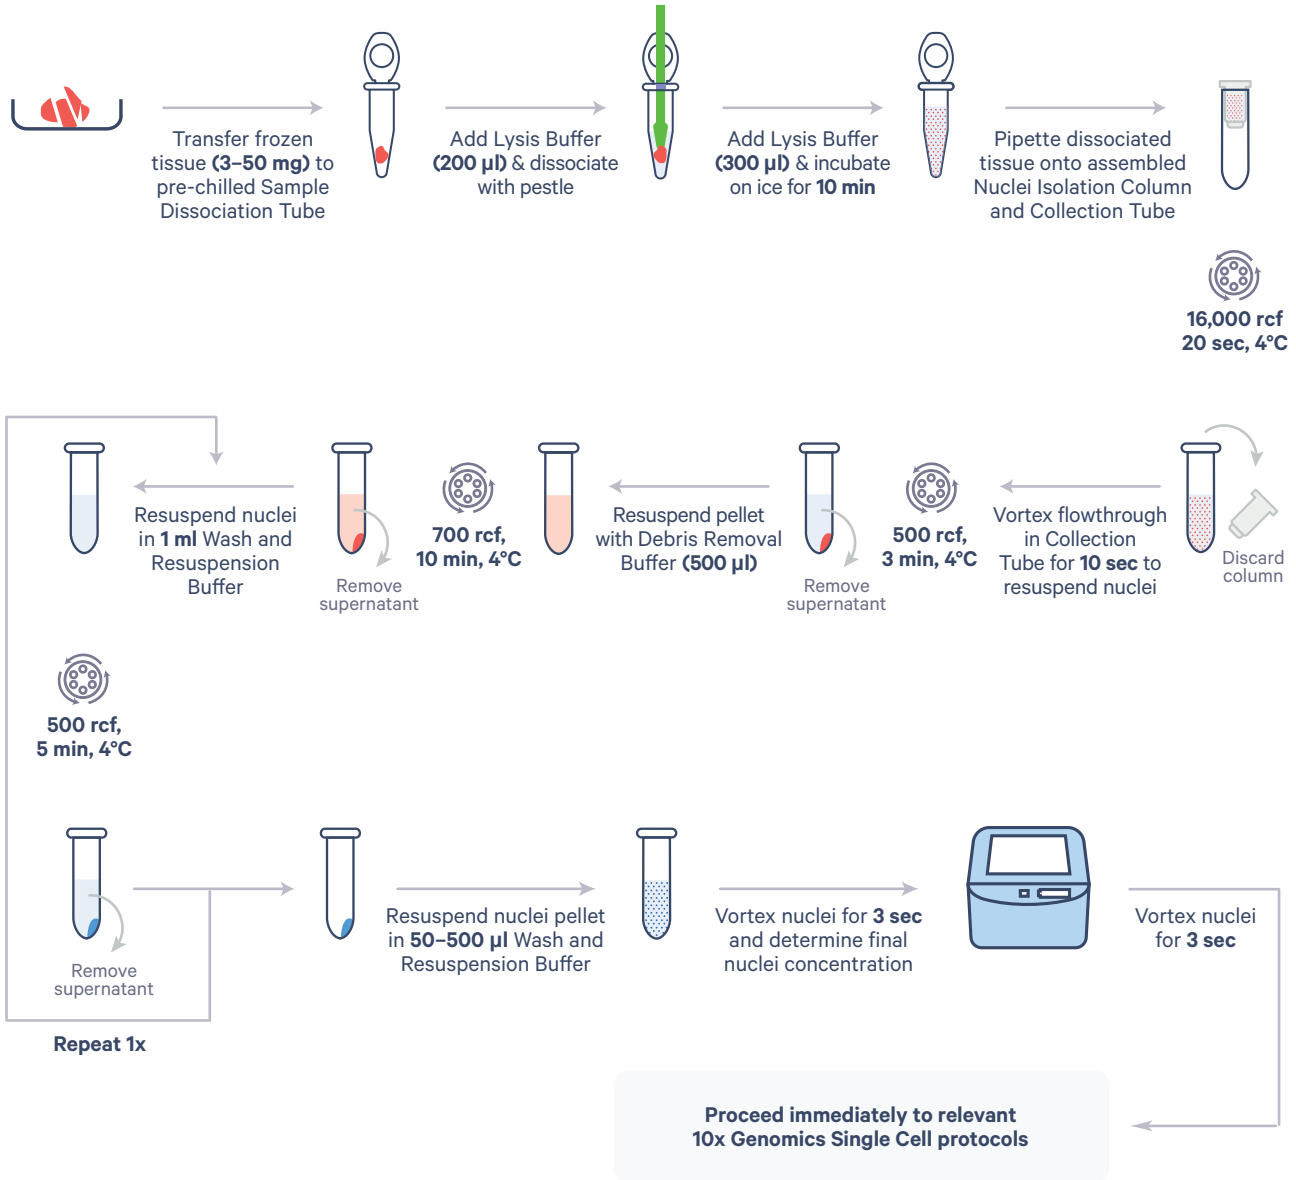 Transfer frozen
tissue (3–50 mg) to
pre-chilled Sample
Dissociation Tube
Add Lysis Buffer
(200 µl) & dissociate
with pestle
Add Lysis Buffer
(300 µl) & incubate
on ice for 10 min
Pipette dissociated
tissue onto assembled
Nuclei Isolation Column
and Collection Tube
16,000 rcf
20 sec, 4°C
Discard
column
Vortex flowthrough
in Collection
Tube for 10 sec to
resuspend nuclei
500 rcf,
3 min, 4°C
Remove
supernatant
Resuspend pellet
with Debris Removal
Buffer (500 µl)
700 rcf,
10 min, 4°C
Remove
supernatant
Resuspend nuclei
in 1 ml Wash and
Resuspension
Buffer
500 rcf,
5 min, 4°C
Remove
supernatant
Repeat 1x
Resuspend nuclei pellet
in 50–500 µl Wash and
Resuspension Buffer
Vortex nuclei for 3 sec
and determine final
nuclei concentration
Vortex nuclei
for 3 sec
Proceed immediately to relevant
10x Genomics Single Cell protocols